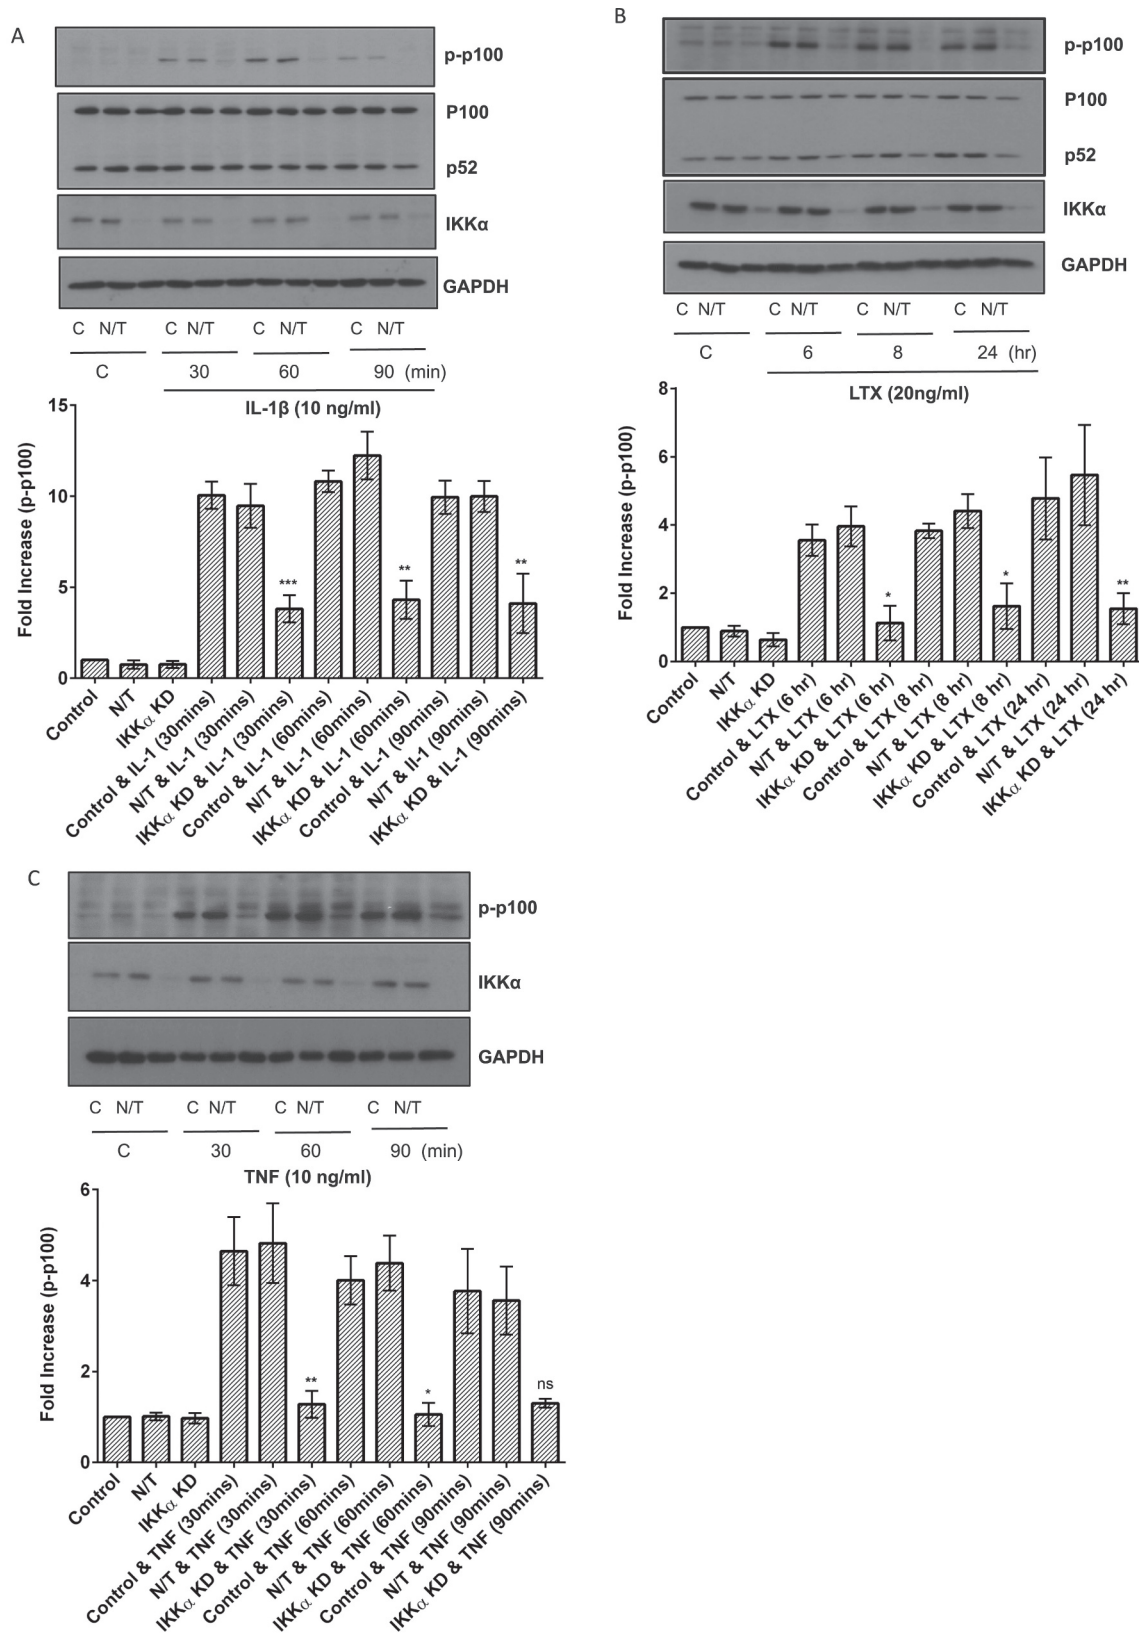 A
p-p100
P100
p52
IKKα
GAPDH
C N/T C N/T C N/T C N/T
C 30 60 90 (min)
IL-1β (10 ng/ml)
Fold Increase (p-p100)
15
10
5
0
*** ** **
Control
N/T
IKKα KD
Control & IL-1 (30mins)
N/T & IL-1 (30mins)
IKKα KD & IL-1 (30mins)
Control & IL-1 (60mins)
N/T & IL-1 (60mins)
IKKα KD & IL-1 (60mins)
Control & IL-1 (90mins)
N/T & Il-1 (90mins)
IKKα KD & IL-1 (90mins)
B
p-p100
P100
p52
IKKα
GAPDH
C N/T C N/T C N/T C N/T
C 6 8 24 (hr)
LTX (20ng/ml)
Fold Increase (p-p100)
8
6
4
2
0
* * **
Control
N/T
IKKα KD
Control & LTX (6 hr)
N/T & LTX (6 hr)
IKKα KD & LTX (6 hr)
Control & LTX (8 hr)
N/T & LTX (8 hr)
IKKα KD & LTX (8 hr)
Control & LTX (24 hr)
N/T & LTX (24 hr)
IKKα KD & LTX (24 hr)
C
p-p100
IKKα
GAPDH
C N/T C N/T C N/T C N/T
C 30 60 90 (min)
TNF (10 ng/ml)
Fold Increase (p-p100)
6
4
2
0
** * ns
Control
N/T
IKKα KD
Control & TNF (30mins)
N/T & TNF (30mins)
IKKα KD & TNF (30mins)
Control & TNF (60mins)
N/T & TNF (60mins)
IKKα KD & TNF (60mins)
Control & TNF (90mins)
N/T & TNF (90mins)
IKKα KD & TNF (90mins)